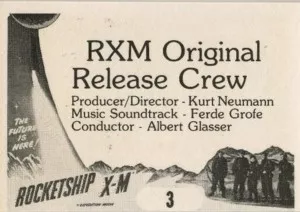 RXM Original
Release Crew
Producer/Director - Kurt Neumann
Music Soundtrack - Ferde Grofe
Conductor - Albert Glasser
THE
FUTURE
IS
HERE!
ROCKETSHIP X-M
3